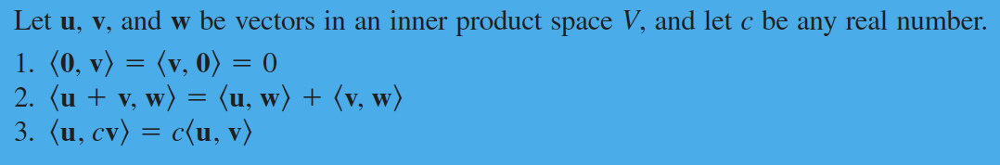 Let u, v, and w be vectors in an inner product space V, and let c be any real number.
1. ⟨0, v⟩ = ⟨v, 0⟩ = 0
2. ⟨u + v, w⟩ = ⟨u, w⟩ + ⟨v, w⟩
3. ⟨u, cv⟩ = c⟨u, v⟩